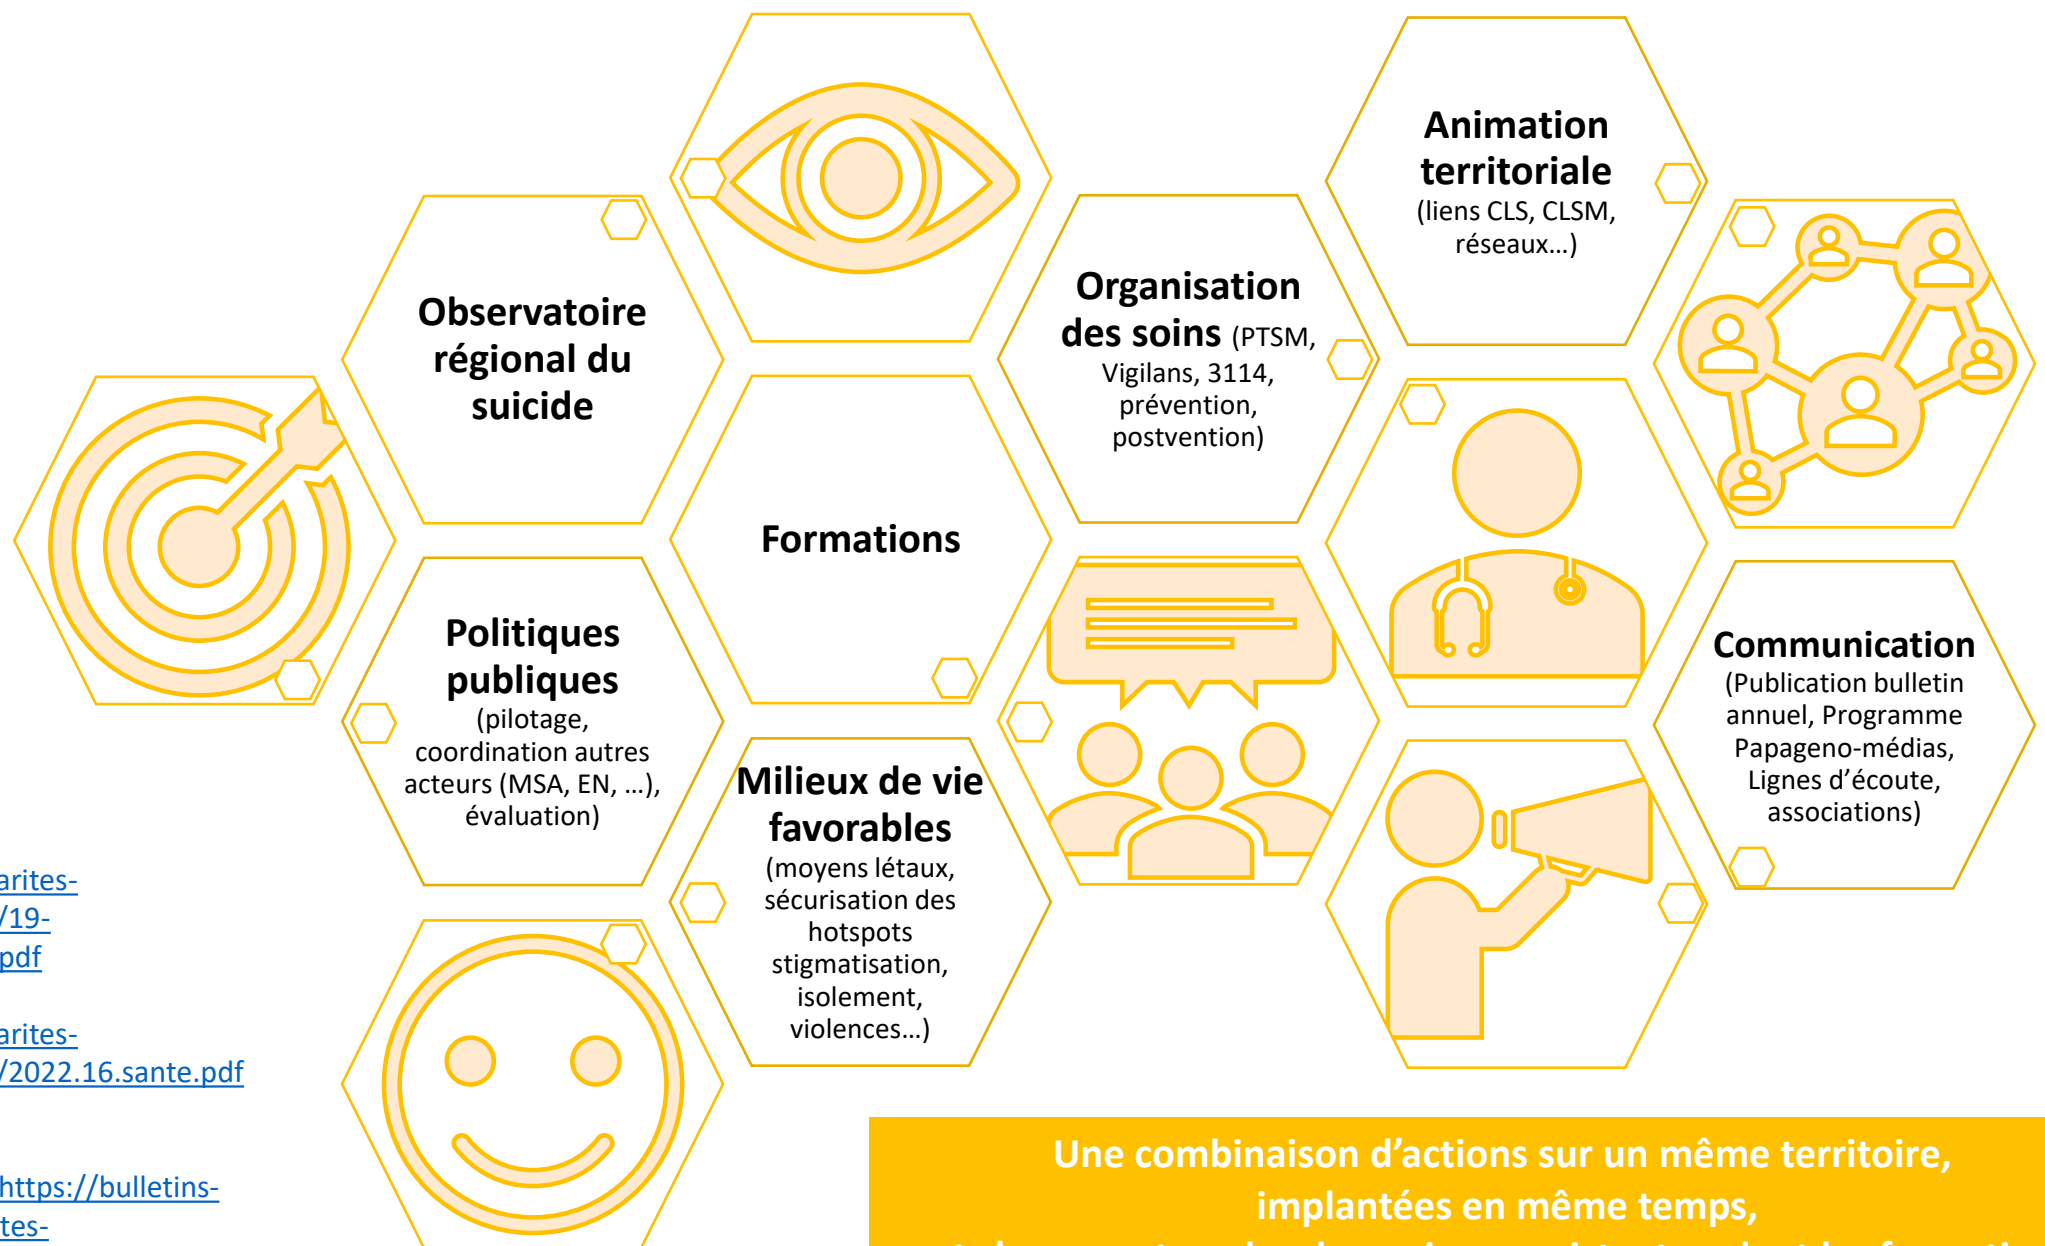 Animation
territoriale
(liens CLS, CLSM,
réseaux…)
Organisation
des soins (PTSM,
Vigilans, 3114,
prévention,
postvention)
Observatoire
régional du
suicide
Formations
Politiques
publiques
(pilotage,
coordination autres
acteurs (MSA, EN, …),
évaluation)
Communication
(Publication bulletin
annuel, Programme
Papageno-médias,
Lignes d’écoute,
associations)
Milieux de vie
favorables
(moyens létaux,
sécurisation des
hotspots
stigmatisation,
isolement,
violences…)
arites-
/19-
pdf
arites-
/2022.16.sante.pdf
https://bulletins-
tes-
Une combinaison d’actions sur un même territoire,
implantées en même temps,